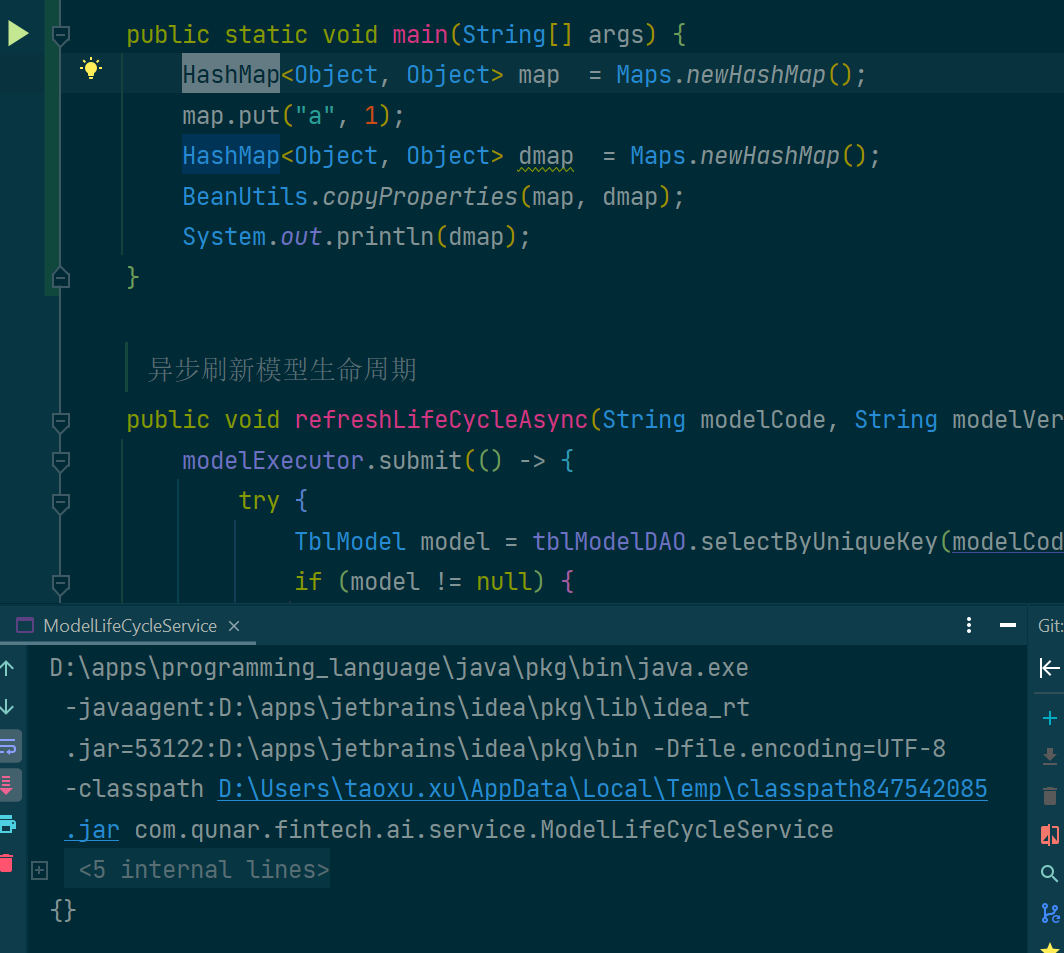 public static void main(String[] args) {
HashMap<Object, Object> map  = Maps.newHashMap();
map.put("a", 1);
HashMap<Object, Object> dmap  = Maps.newHashMap();
BeanUtils.copyProperties(map, dmap);
System.out.println(dmap);
}
异步刷新模型生命周期
public void refreshLifeCycleAsync(String modelCode, String modelVer
modelExecutor.submit(() -> {
try {
TblModel model = tblModelDAO.selectByUniqueKey(modelCod
if (model != null) {
ModelLifeCycleService
Git:
D:\apps\programming_language\java\pkg\bin\java.exe
-javaagent:D:\apps\jetbrains\idea\pkg\lib\idea_rt
.jar=53122:D:\apps\jetbrains\idea\pkg\bin -Dfile.encoding=UTF-8
-classpath D:\Users\taoxu.xu\AppData\Local\Temp\classpath847542085
.jar com.qunar.fintech.ai.service.ModelLifeCycleService
<5 internal lines>
{}